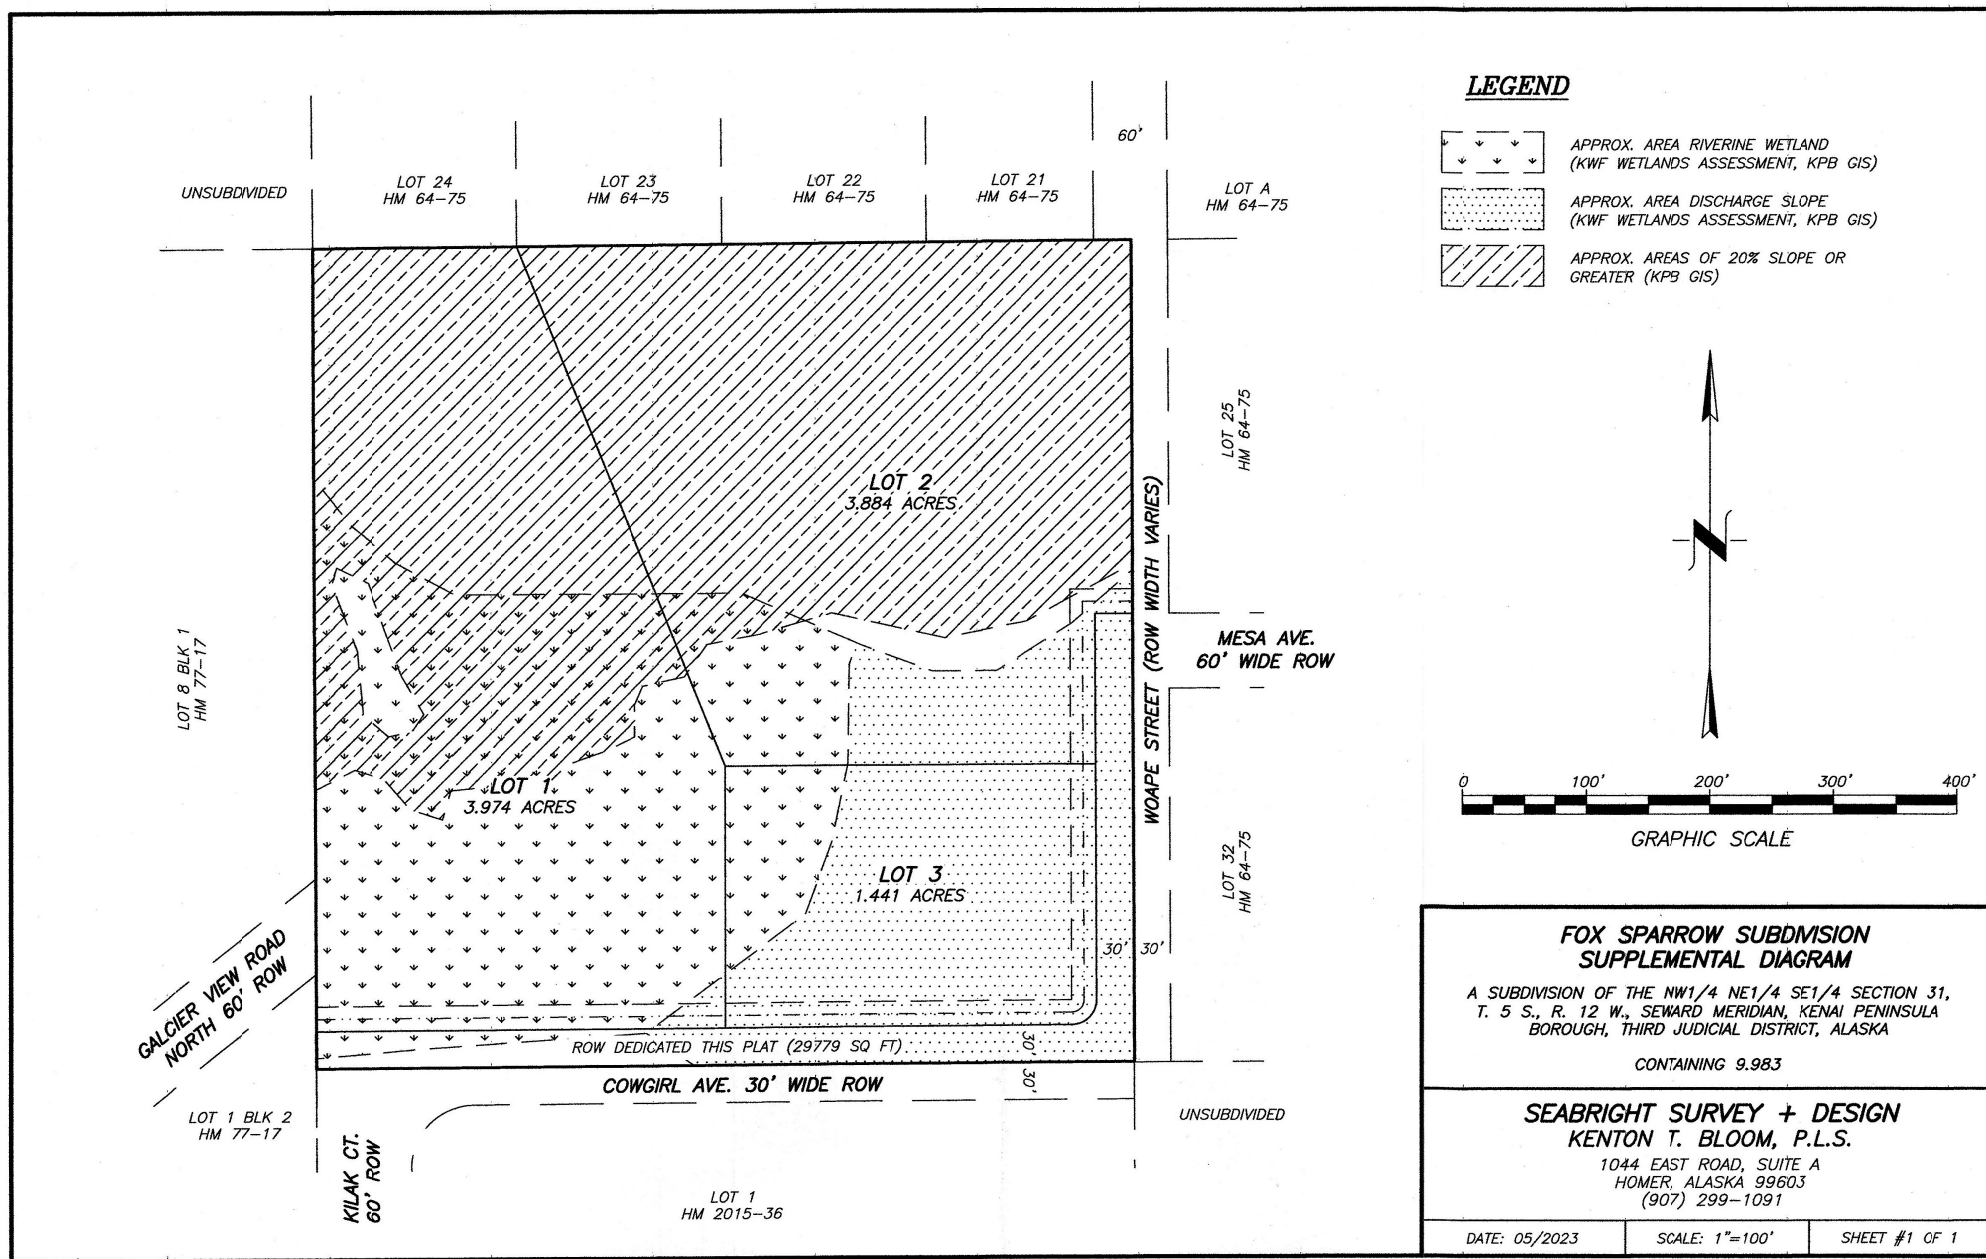 LEGEND
APPROX. AREA RIVERINE WETLAND
(KWF WETLANDS ASSESSMENT, KPB GIS)
APPROX. AREA DISCHARGE SLOPE
(KWF WETLANDS ASSESSMENT, KPB GIS)
APPROX. AREAS OF 20% SLOPE OR
GREATER (KPB GIS)
60'
UNSUBDIVIDED
LOT 24
HM 64-75
LOT 23
HM 64-75
LOT 22
HM 64-75
LOT 21
HM 64-75
LOT A
HM 64-75
LOT 25
HM 64-75
LOT 2
3.884 ACRES
WOAPE STREET (ROW WIDTH VARIES)
MESA AVE.
60' WIDE ROW
LOT 8 BLK 1
HM 77-17
LOT 1
3.974 ACRES
LOT 3
1.441 ACRES
LOT 32
HM 64-75
30' 30'
GALCIER VIEW ROAD
NORTH 60' ROW
ROW DEDICATED THIS PLAT (29779 SQ FT)
30'
30'
COWGIRL AVE. 30' WIDE ROW
LOT 1 BLK 2
HM 77-17
UNSUBDIVIDED
KILAK CT.
60' ROW
LOT 1
HM 2015-36
N
0 100' 200' 300' 400'
GRAPHIC SCALE
FOX SPARROW SUBDIVISION
SUPPLEMENTAL DIAGRAM
A SUBDIVISION OF THE NW1/4 NE1/4 SE1/4 SECTION 31,
T. 5 S., R. 12 W., SEWARD MERIDIAN, KENAI PENINSULA
BOROUGH, THIRD JUDICIAL DISTRICT, ALASKA
CONTAINING 9.983
SEABRIGHT SURVEY + DESIGN
KENTON T. BLOOM, P.L.S.
1044 EAST ROAD, SUITE A
HOMER, ALASKA 99603
(907) 299-1091
DATE: 05/2023
SCALE: 1"=100'
SHEET #1 OF 1